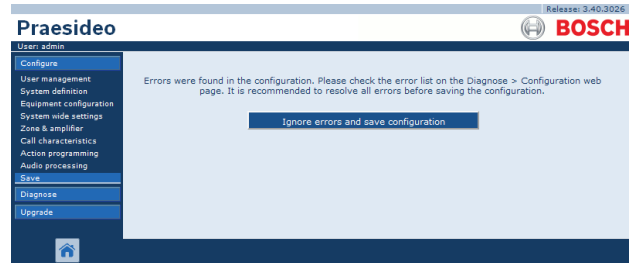 Release: 3.40.3026
Praesideo
BOSCH
User: admin
Configure
User management
System definition
Equipment configuration
System wide settings
Zone & amplifier
Call characteristics
Action programming
Audio processing
Save
Diagnose
Upgrade
Errors were found in the configuration. Please check the error list on the Diagnose > Configuration web
page. It is recommended to resolve all errors before saving the configuration.
Ignore errors and save configuration